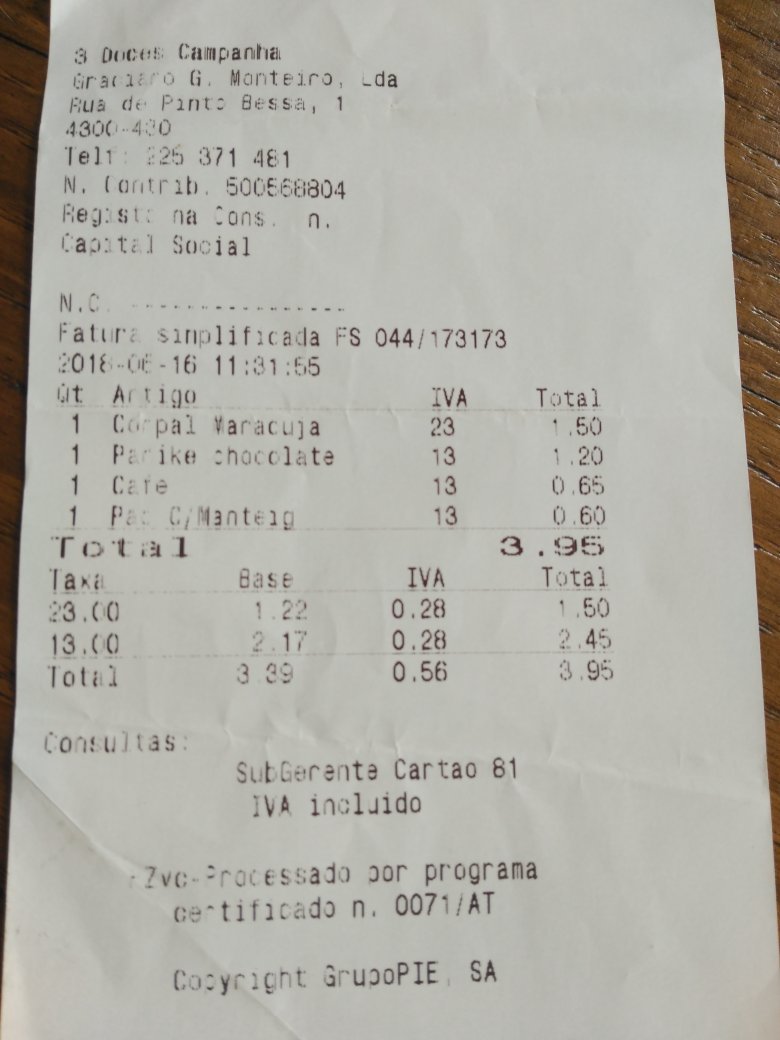 3 Doces Campanha
Graciano G. Monteiro, Lda
Rua de Pinto Bessa, 1
4300-430
Telf: 225 371 481
N. Contrib. 500568804
Regist. na Cons. n.
Capital Social
N.C. -----------------
Fatura simplificada FS 044/173173
2018-06-16 11:31:55
Qt Artigo IVA Total
1 Compal Maracuja 23 1.50
1 chocolate 13 1.20
1 Cafe 13 0.65
1 Pao C/Manteig 13 0.60
Total 3.95
Taxa Base IVA Total
23.00 1.22 0.28 1.50
13.00 2.17 0.28 2.45
Total 3.39 0.56 3.95
Consultas:
SubGerente Cartao 81
IVA incluido
Zvc-Processado por programa
certificado n. 0071/AT
Copyright GrupoPIE, SA